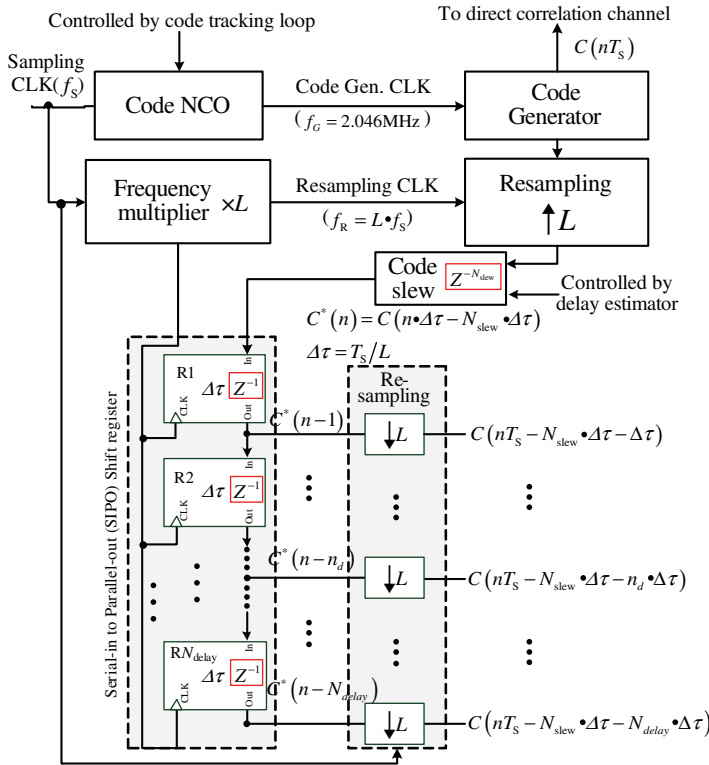 Controlled by code tracking loop
To direct correlation channel
C(nT_S)
Sampling
CLK(f_S)
Code NCO
Code Gen. CLK
(f_G = 2.046MHz)
Code
Generator
Frequency
multiplier ×L
Resampling CLK
(f_R = L•f_S)
Resampling
↑L
Code
slew
Z^{-N_slew}
Controlled by
delay estimator
C^*(n) = C(n•Δτ−N_slew•Δτ)
Δτ = T_S/L
Serial-in to Parallel-out (SIPO) Shift register
Re-
sampling
R1
In
Δτ Z^{-1}
CLK
Out
C^*(n−1)
↓L
C(nT_S−N_slew•Δτ−Δτ)
R2
In
Δτ Z^{-1}
CLK
Out
C^*(n−n_d)
↓L
C(nT_S−N_slew•Δτ−n_d•Δτ)
RN_delay
In
Δτ Z^{-1}
CLK
Out
C^*(n−N_delay)
↓L
C(nT_S−N_slew•Δτ−N_delay•Δτ)